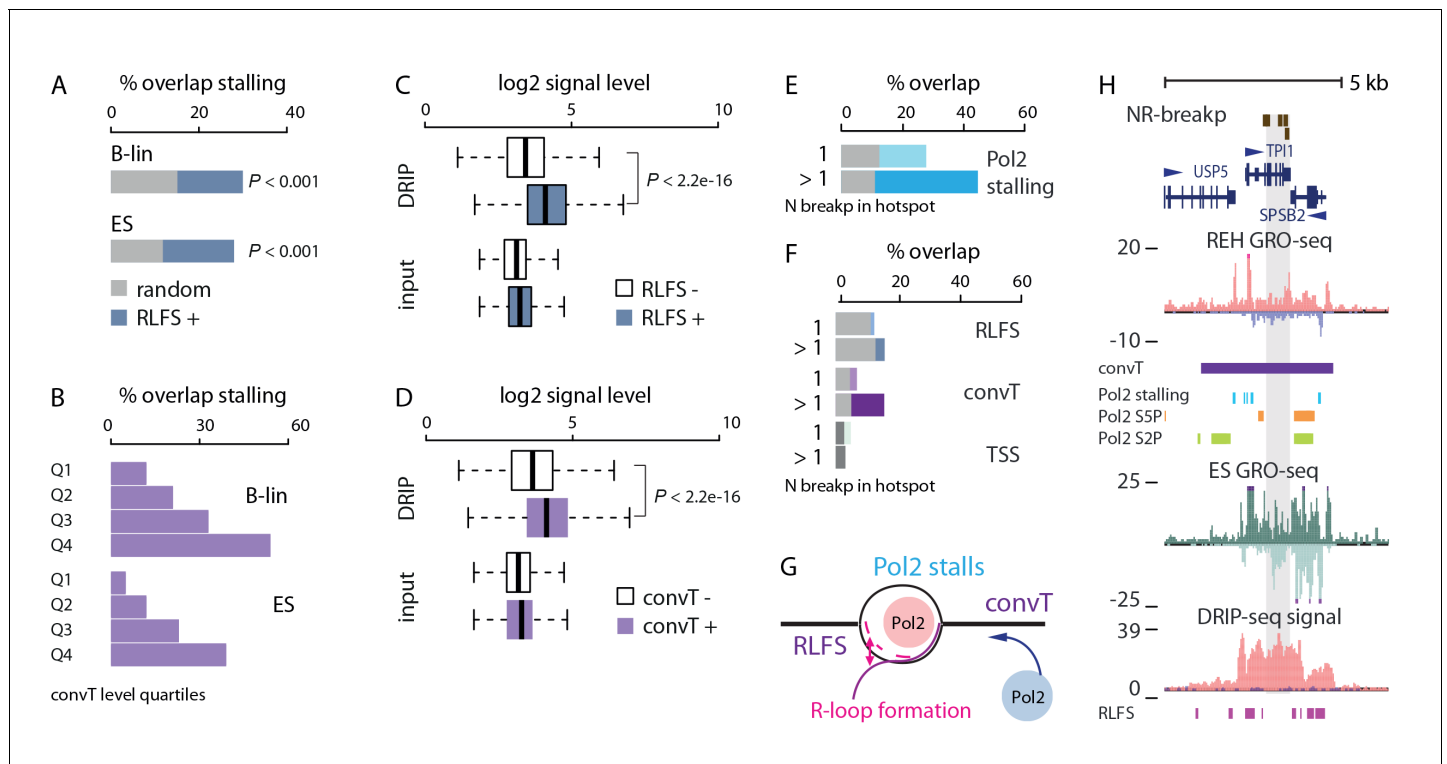 A
% overlap stalling
0 20 40
B-lin
P < 0.001
ES
P < 0.001
random
RLFS +
B
% overlap stalling
0 30 60
Q1
Q2
Q3
Q4
B-lin
Q1
Q2
Q3
Q4
ES
convT level quartiles
C
log2 signal level
0 5 10
DRIP
P < 2.2e-16
input
RLFS -
RLFS +
D
log2 signal level
0 5 10
DRIP
P < 2.2e-16
input
convT -
convT +
E
% overlap
0 20 40 60
1
> 1
Pol2
stalling
N breakp in hotspot
F
% overlap
0 20 40 60
1
> 1
RLFS
1
> 1
convT
1
> 1
TSS
N breakp in hotspot
G
Pol2 stalls
convT
Pol2
RLFS
Pol2
R-loop formation
H
5 kb
NR-breakp
TPI1
USP5
SPSB2
REH GRO-seq
20
-10
convT
Pol2 stalling
Pol2 S5P
Pol2 S2P
ES GRO-seq
25
-25
DRIP-seq signal
39
0
RLFS